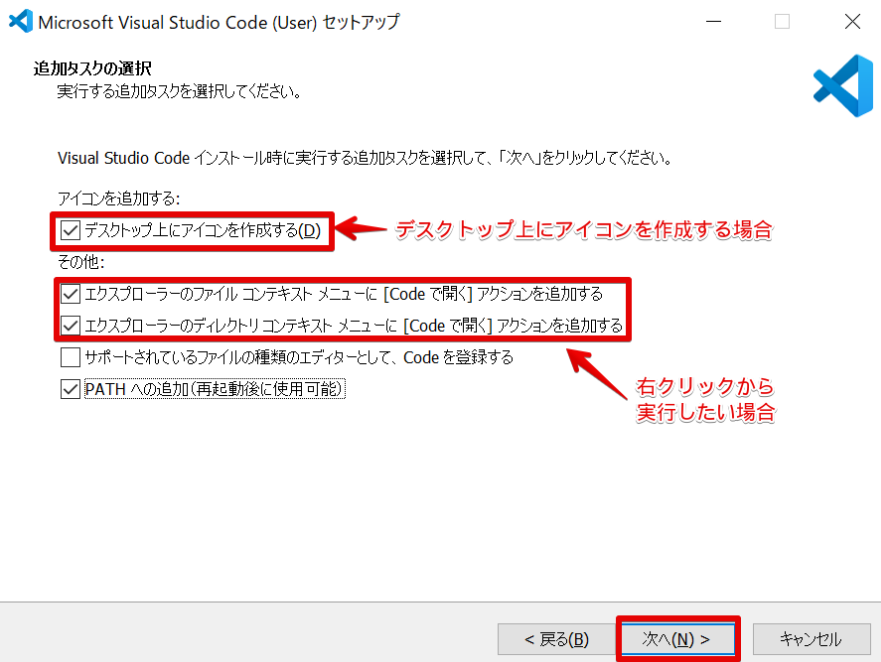 Microsoft Visual Studio Code (User) セットアップ
追加タスクの選択
実行する追加タスクを選択してください。
Visual Studio Code インストール時に実行する追加タスクを選択して、「次へ」をクリックしてください。
アイコンを追加する:
デスクトップ上にアイコンを作成する(D)
デスクトップ上にアイコンを作成する場合
その他:
エクスプローラーのファイル コンテキスト メニューに [Code で開く] アクションを追加する
エクスプローラーのディレクトリ コンテキスト メニューに [Code で開く] アクションを追加する
サポートされているファイルの種類のエディターとして、Code を登録する
PATH への追加(再起動後に使用可能)
右クリックから
実行したい場合
< 戻る(B)
次へ(N) >
キャンセル